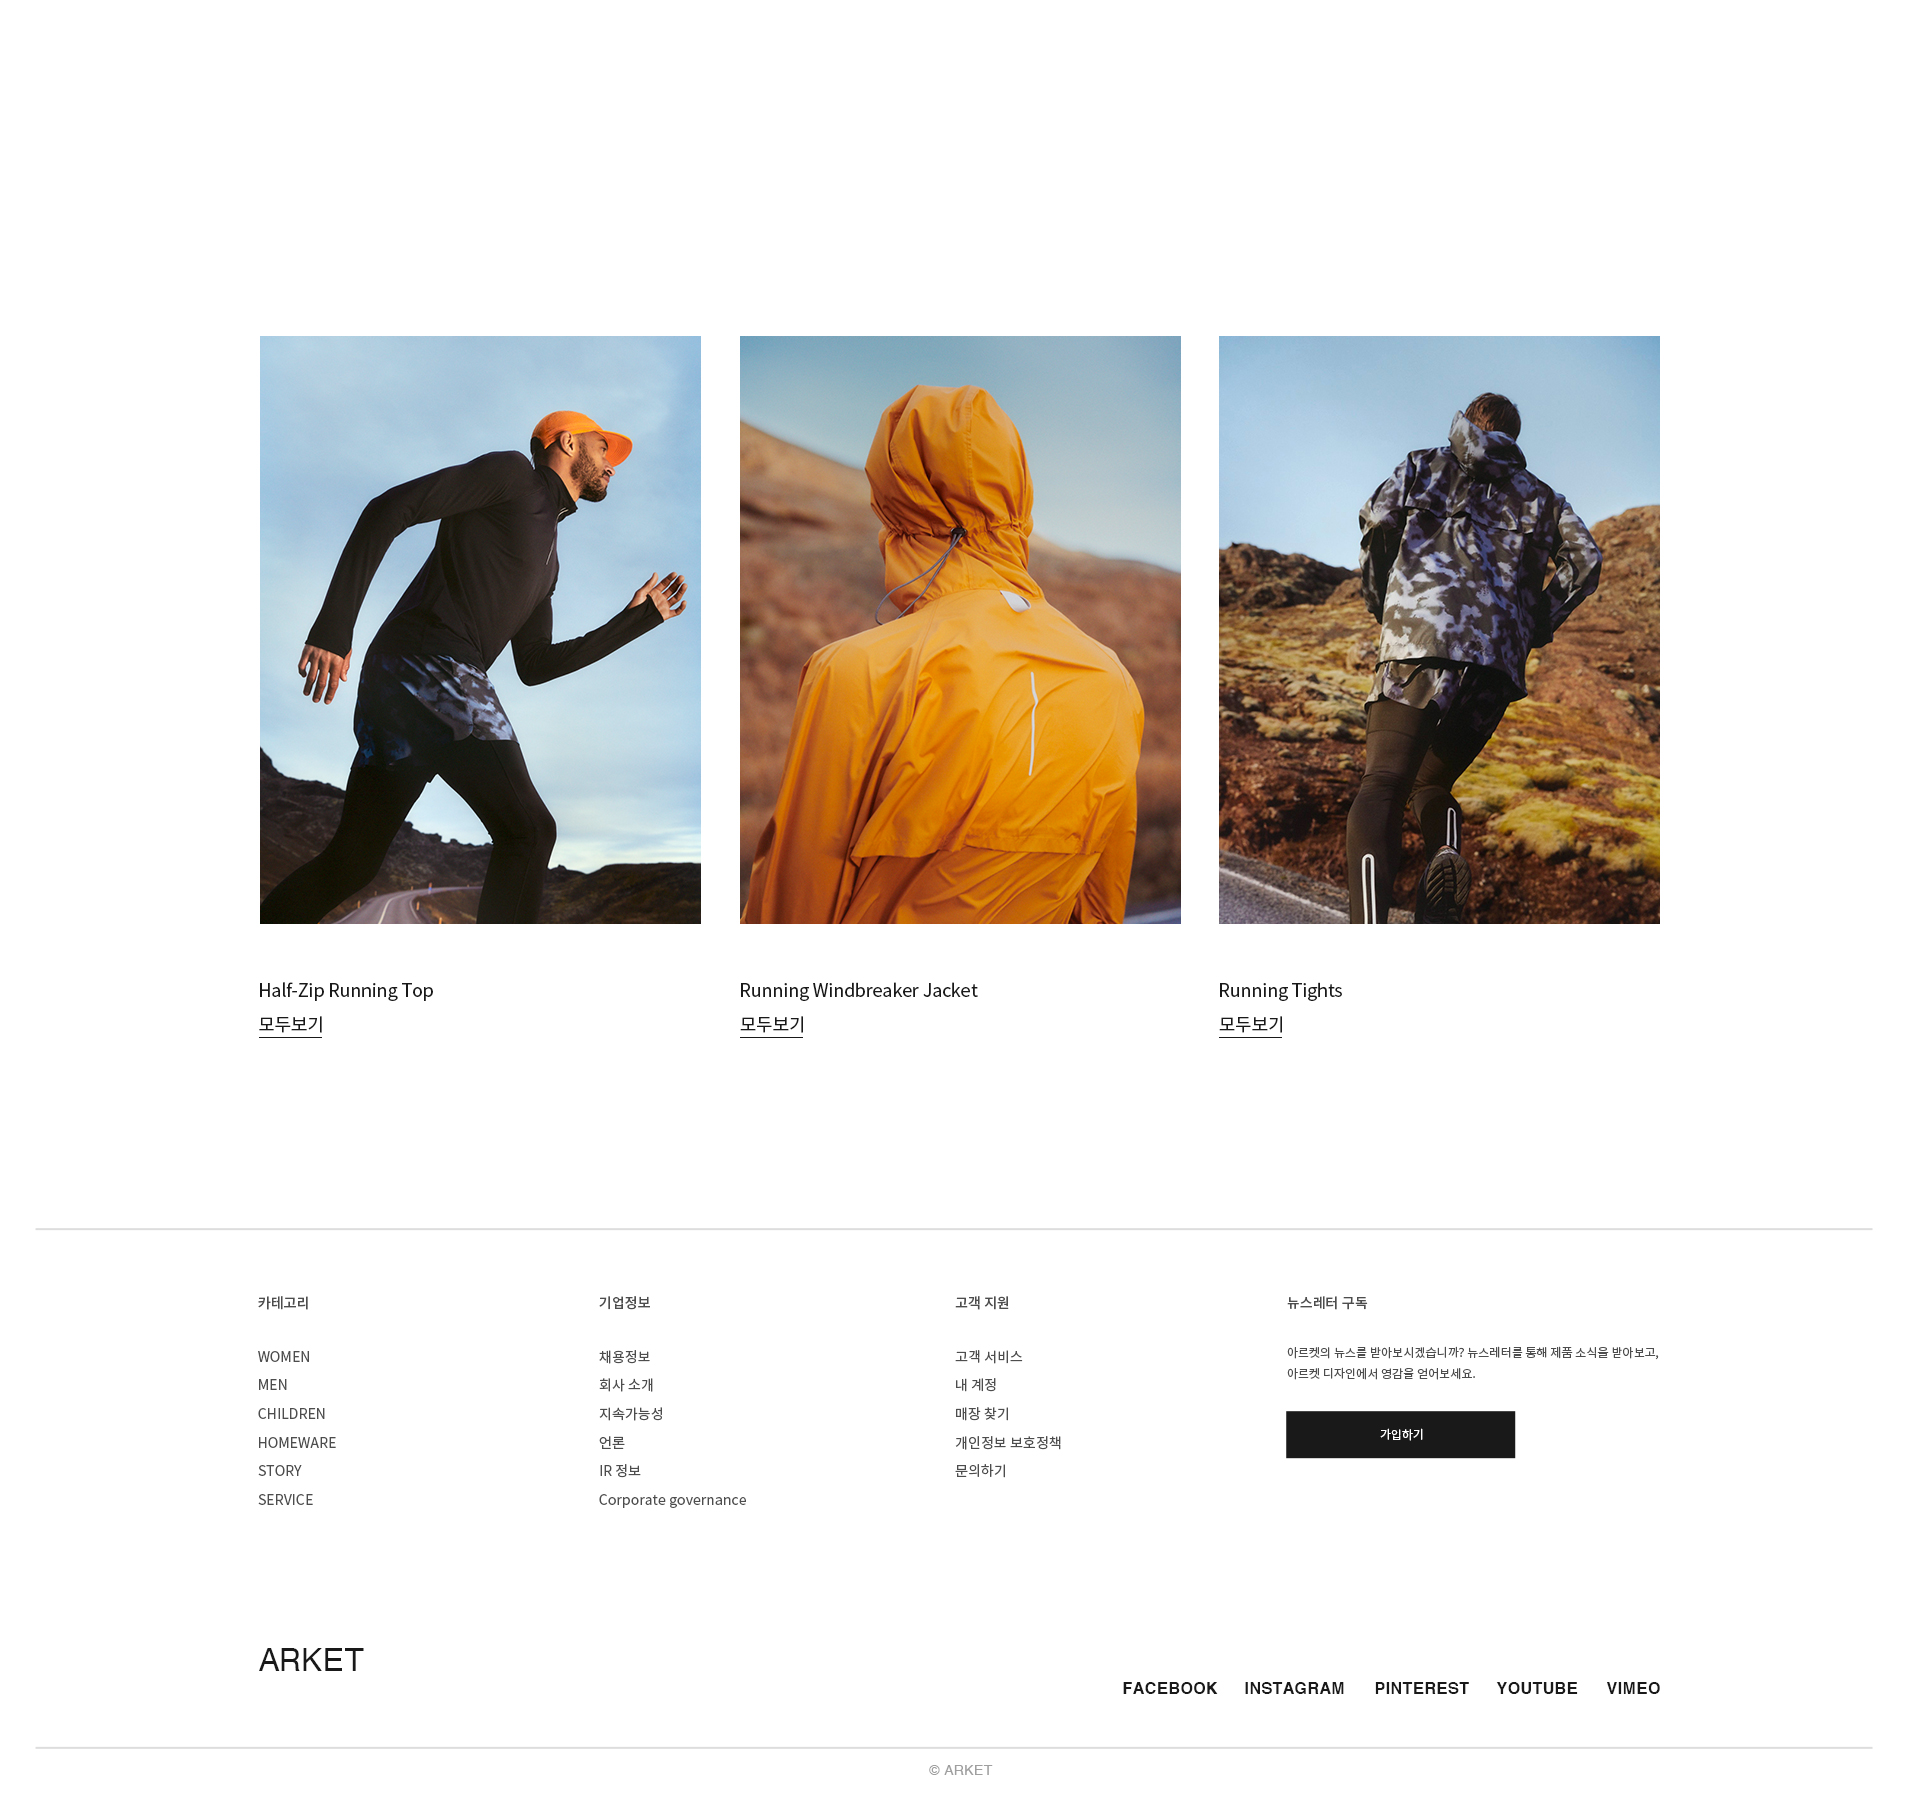 Half-Zip Running Top
모두보기
Running Windbreaker Jacket
모두보기
Running Tights
모두보기
카테고리
WOMEN
MEN
CHILDREN
HOMEWARE
STORY
SERVICE
기업정보
채용정보
회사 소개
지속가능성
언론
IR 정보
Corporate governance
고객 지원
고객 서비스
내 계정
매장 찾기
개인정보 보호정책
문의하기
뉴스레터 구독
아르켓의 뉴스를 받아보시겠습니까? 뉴스레터를 통해 제품 소식을 받아보고,
아르켓 디자인에서 영감을 얻어보세요.
가입하기
ARKET
FACEBOOK INSTAGRAM PINTEREST YOUTUBE VIMEO
© ARKET